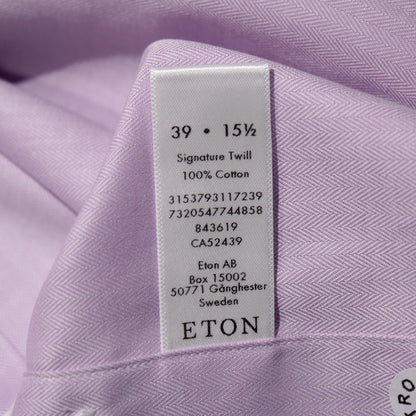 39 • 15½
Signature Twill
100% Cotton
3153793117239
7320547744858
843619
CA52439
Eton AB
Box 15002
50771 Gånghester
Sweden
ETON